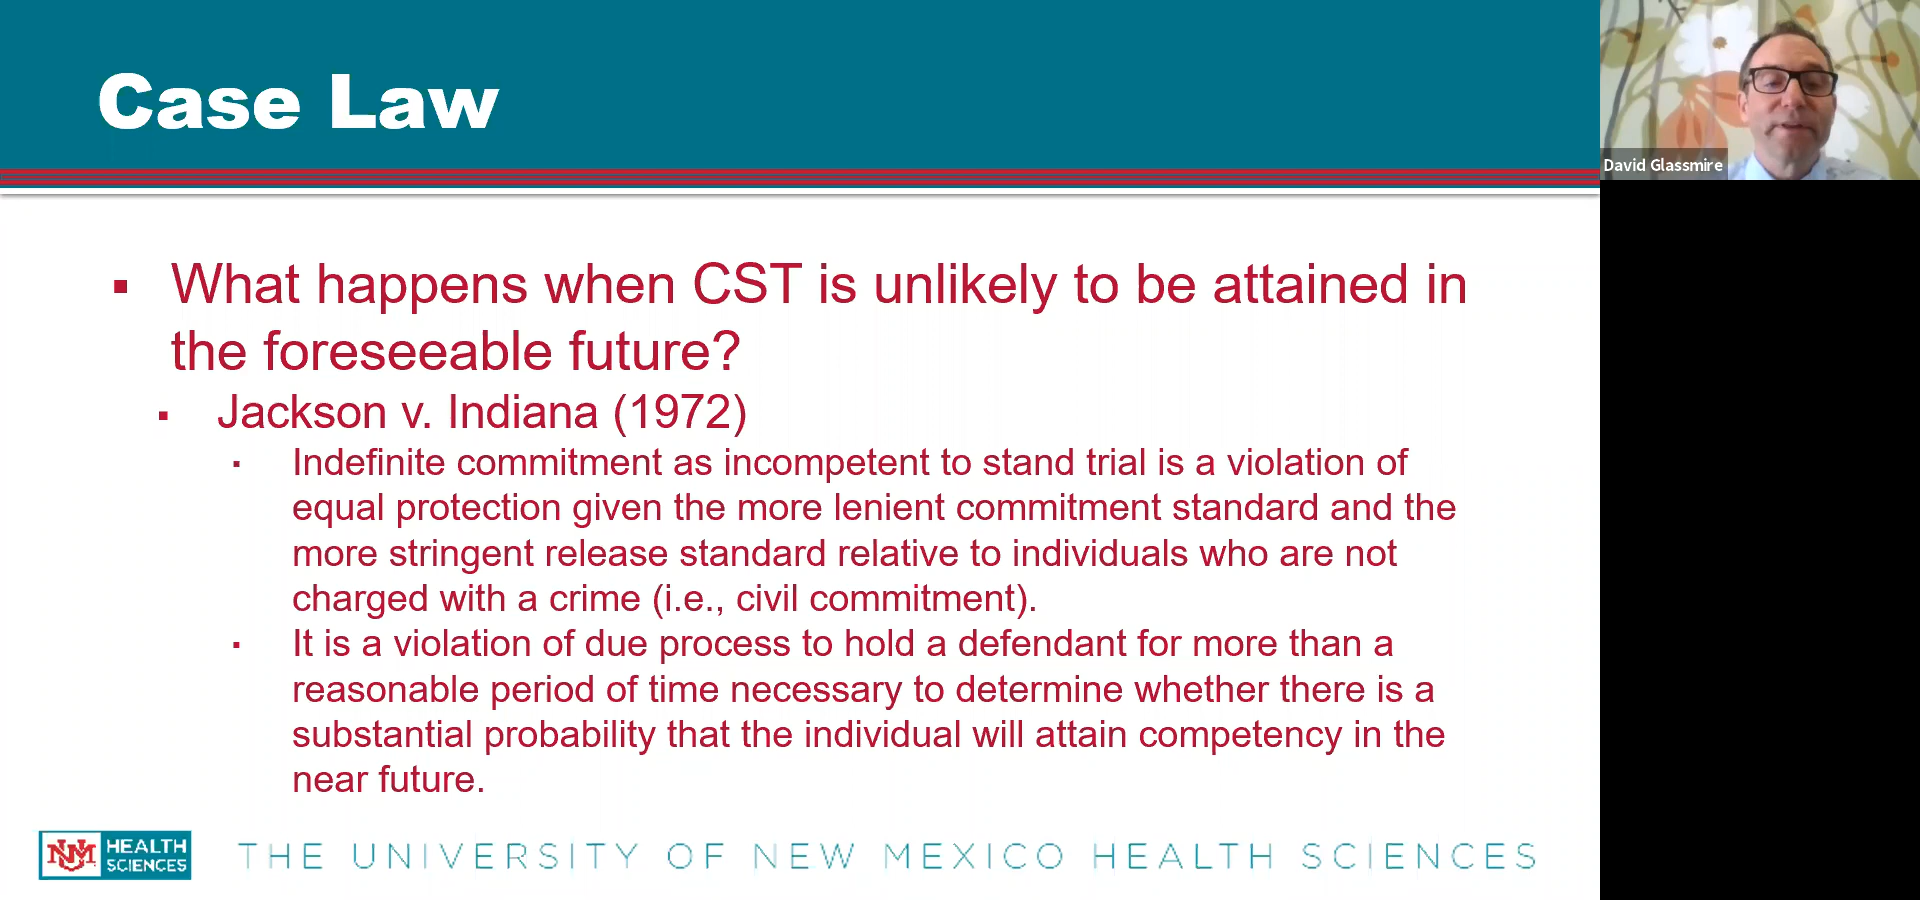 Case Law
David Glassmire
▪ What happens when CST is unlikely to be attained in
the foreseeable future?
▪ Jackson v. Indiana (1972)
▪ Indefinite commitment as incompetent to stand trial is a violation of
equal protection given the more lenient commitment standard and the
more stringent release standard relative to individuals who are not
charged with a crime (i.e., civil commitment).
▪ It is a violation of due process to hold a defendant for more than a
reasonable period of time necessary to determine whether there is a
substantial probability that the individual will attain competency in the
near future.
UNM HEALTH
SCIENCES
THE UNIVERSITY OF NEW MEXICO HEALTH SCIENCES